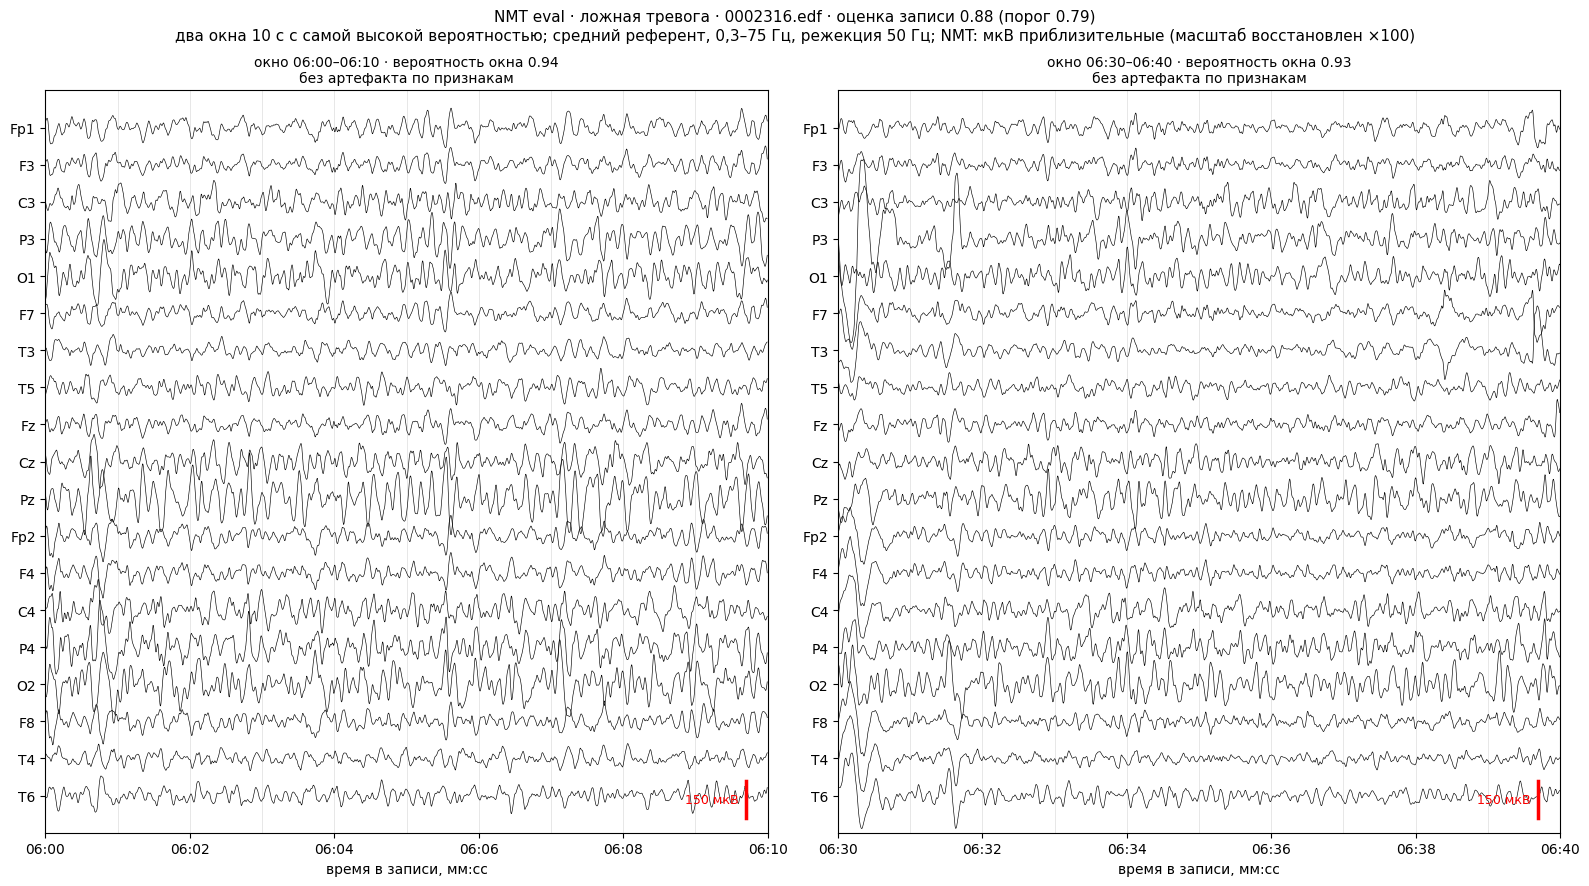 NMT eval · ложная тревога · 0002316.edf · оценка записи 0.88 (порог 0.79)
два окна 10 с с самой высокой вероятностью; средний референт, 0,3–75 Гц, режекция 50 Гц; NMT: мкВ приблизительные (масштаб восстановлен ×100)
окно 06:00–06:10 · вероятность окна 0.94
без артефакта по признакам
Fp1
F3
C3
P3
O1
F7
T3
T5
Fz
Cz
Pz
Fp2
F4
C4
P4
O2
F8
T4
T6
150 мкВ
06:00 06:02 06:04 06:06 06:08 06:10
время в записи, мм:сс
окно 06:30–06:40 · вероятность окна 0.93
без артефакта по признакам
Fp1
F3
C3
P3
O1
F7
T3
T5
Fz
Cz
Pz
Fp2
F4
C4
P4
O2
F8
T4
T6
150 мкВ
06:30 06:32 06:34 06:36 06:38 06:40
время в записи, мм:сс